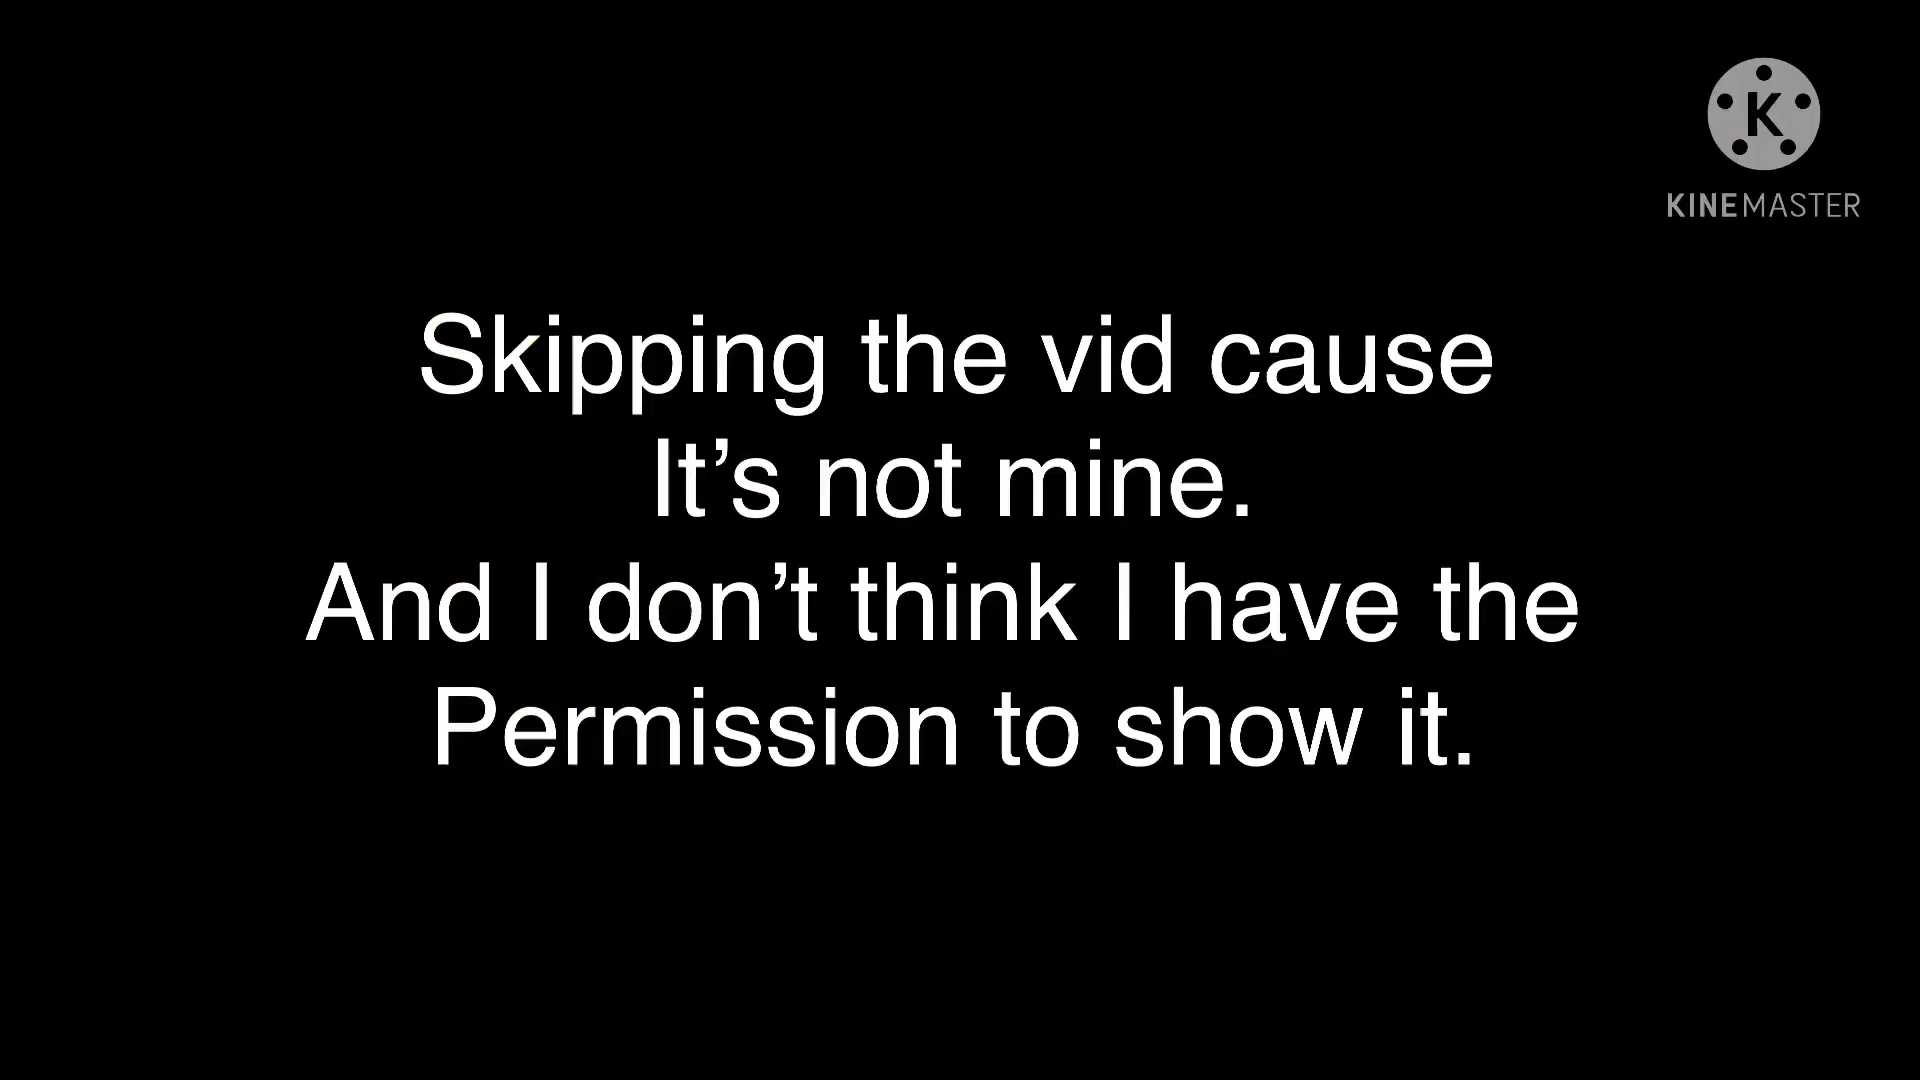 K
KINEMASTER
Skipping the vid cause
It’s not mine.
And I don’t think I have the
Permission to show it.